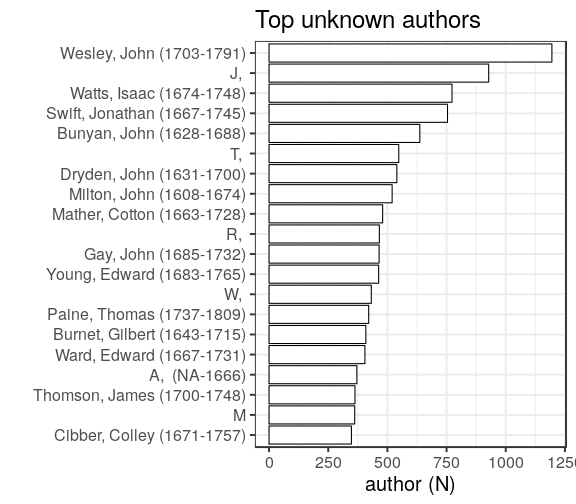 Top unknown authors
Wesley, John (1703-1791)
J,
Watts, Isaac (1674-1748)
Swift, Jonathan (1667-1745)
Bunyan, John (1628-1688)
T,
Dryden, John (1631-1700)
Milton, John (1608-1674)
Mather, Cotton (1663-1728)
R,
Gay, John (1685-1732)
Young, Edward (1683-1765)
W,
Paine, Thomas (1737-1809)
Burnet, Gilbert (1643-1715)
Ward, Edward (1667-1731)
A, (NA-1666)
Thomson, James (1700-1748)
M
Cibber, Colley (1671-1757)
0 250 500 750 1000 125
author (N)